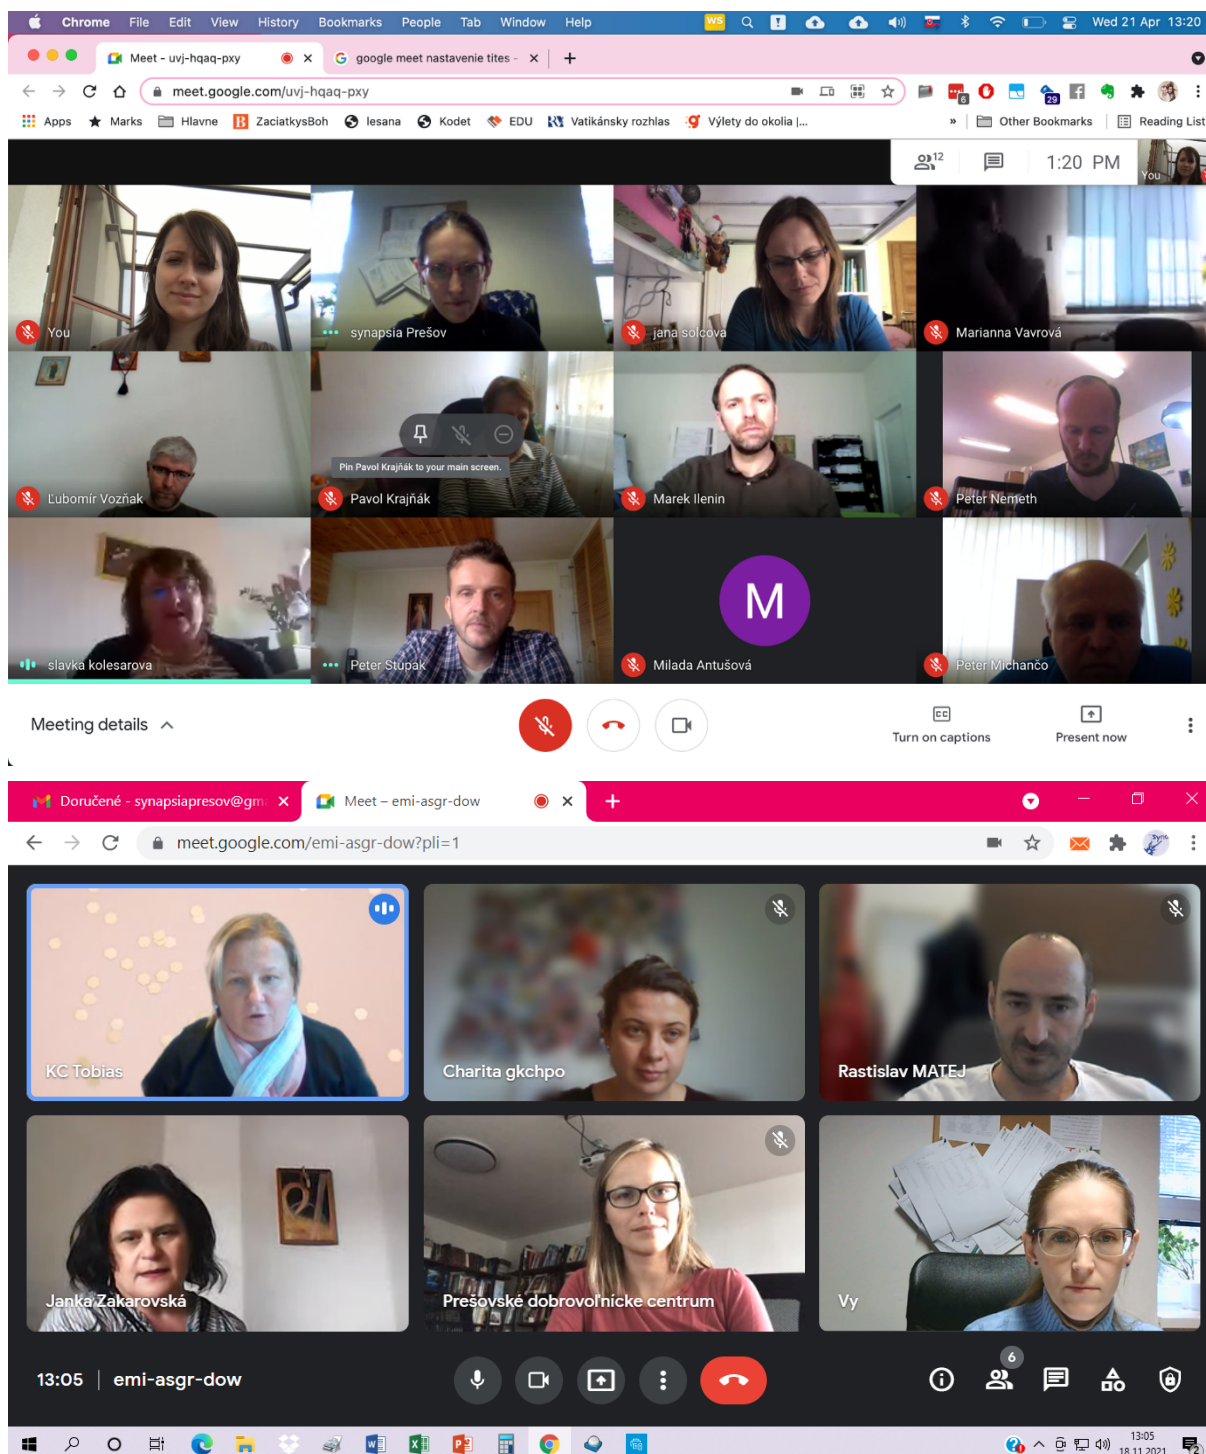 Chrome File Edit View History Bookmarks People Tab Window Help WS Wed 21 Apr 13:20
Meet - uvj-hqaq-pxy google meet nastavenie tites -
meet.google.com/uvj-hqaq-pxy 6 29
Apps Marks Hlavne ZaciatkysBoh lesana Kodet EDU Vatikánsky rozhlas Výlety do okolia |... » Other Bookmarks Reading List
12 1:20 PM You
You
synapsia Prešov
jana solcova
Marianna Vavrová
Pin Pavol Krajňák to your main screen.
Ľubomír Vozňak
Pavol Krajňák
Marek Ilenin
Peter Nemeth
M
slavka kolesarova
Peter Stupak
Milada Antušová
Peter Michančo
Meeting details
CC
Turn on captions
Present now
Doručené - synapsiapresov@gm
Meet – emi-asgr-dow
meet.google.com/emi-asgr-dow?pli=1
KC Tobias
Charita gkchpo
Rastislav MATEJ
Janka Zakarovská
Prešovské dobrovoľnicke centrum
Vy
13:05 | emi-asgr-dow
6
13:05
18.11.2021
2